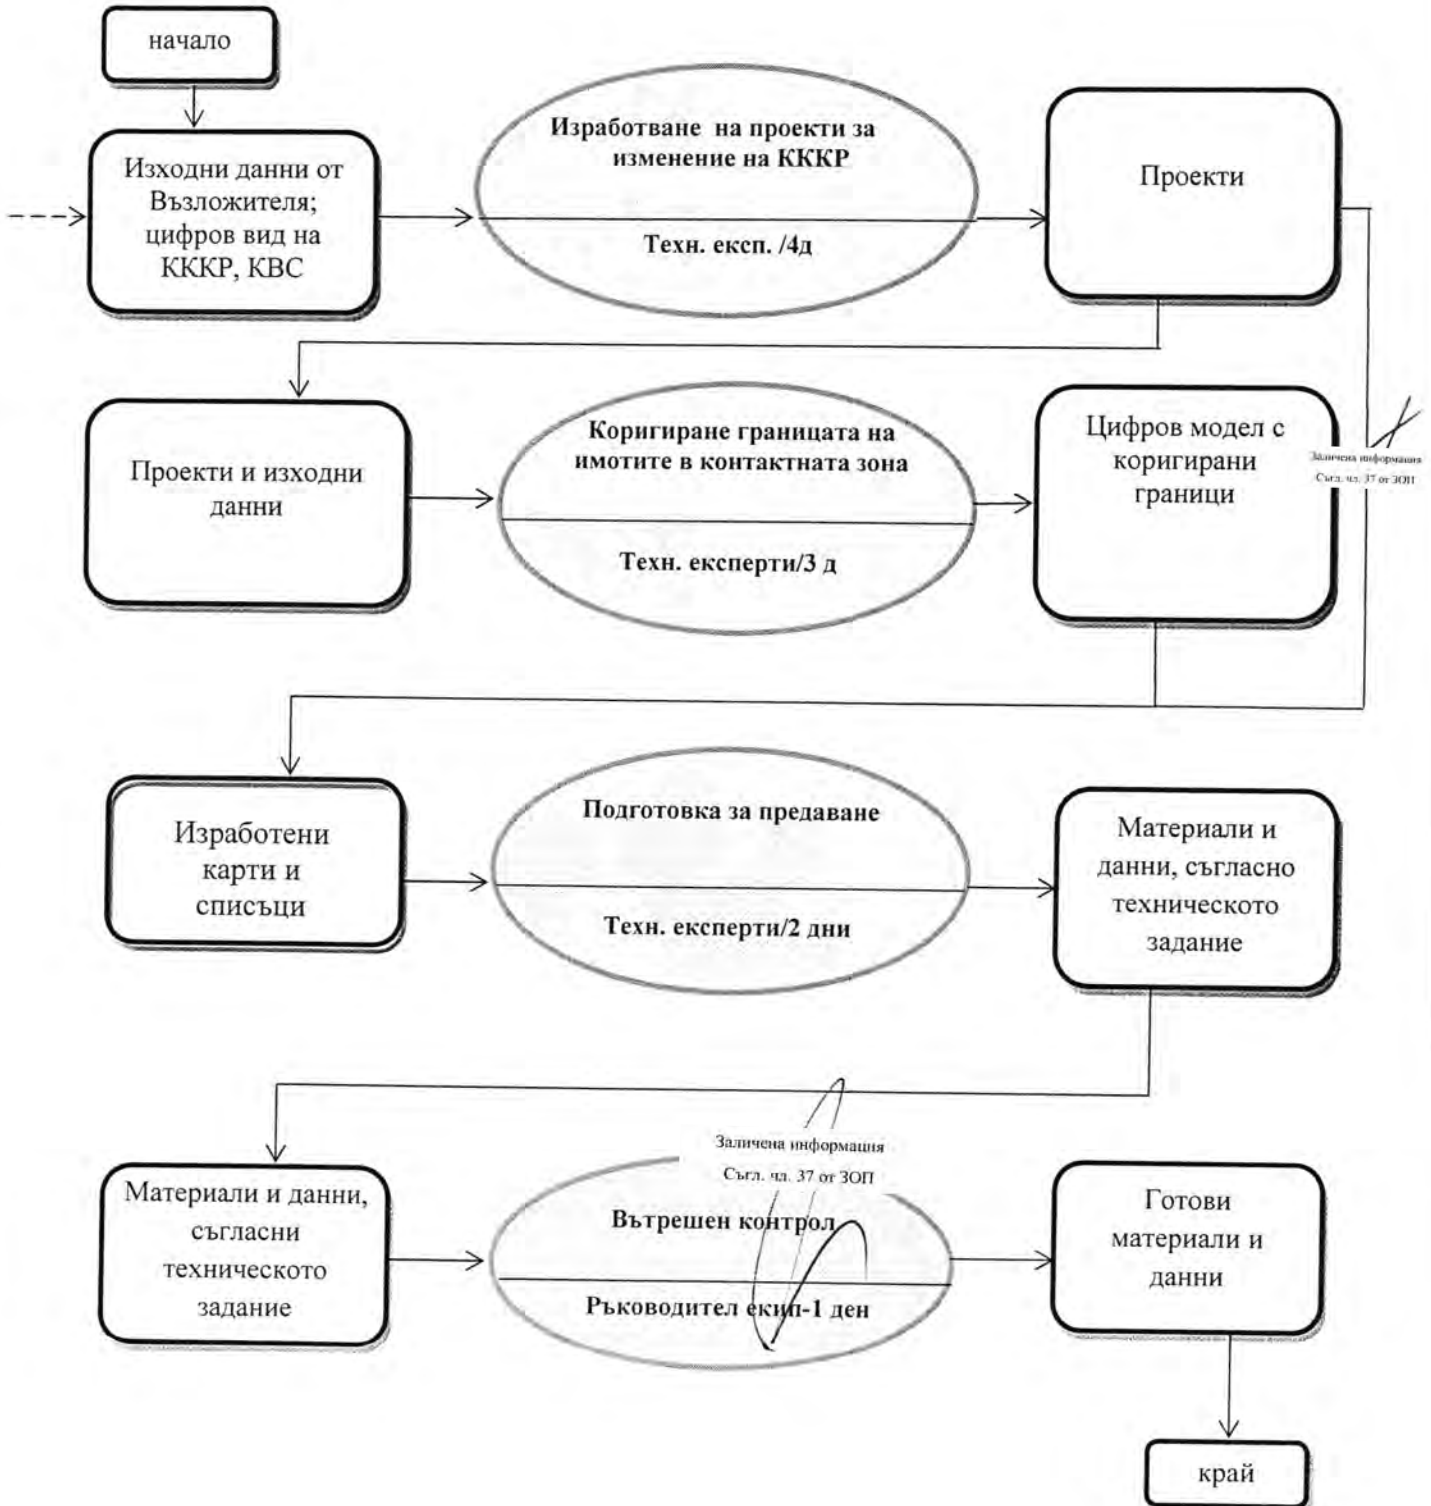 начало
Изходни данни от
Възложителя;
цифров вид на
КККР, КВС
Изработване на проекти за
изменение на КККР
Техн. експ. /4д
Проекти
Проекти и изходни
данни
Коригиране границата на
имотите в контактната зона
Техн. експерти/3 д
Цифров модел с
коригирани
граници
Заличена информация
Съгл. чл. 37 от ЗОП
Изработени
карти и
списъци
Подготовка за предаване
Техн. експерти/2 дни
Материали и
данни, съгласно
техническото
задание
Материали и данни,
съгласни
техническото
задание
Заличена информация
Съгл. чл. 37 от ЗОП
Вътрешен контрол
Ръководител екип-1 ден
Готови
материали и
данни
край